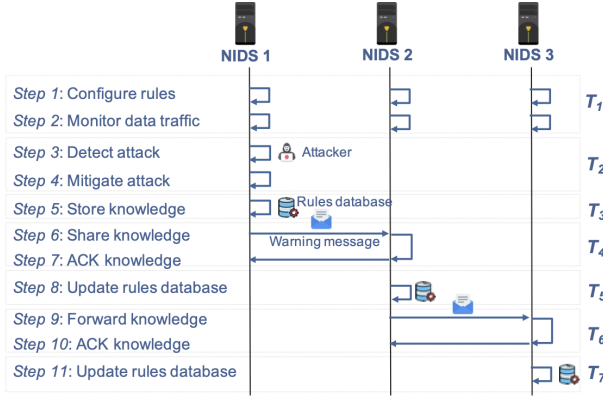 NIDS 1 NIDS 2 NIDS 3
Step 1: Configure rules
T1
Step 2: Monitor data traffic
Step 3: Detect attack
Attacker
T2
Step 4: Mitigate attack
Step 5: Store knowledge
Rules database
T3
Step 6: Share knowledge
Warning message
T4
Step 7: ACK knowledge
Step 8: Update rules database
T5
Step 9: Forward knowledge
T6
Step 10: ACK knowledge
Step 11: Update rules database
T7